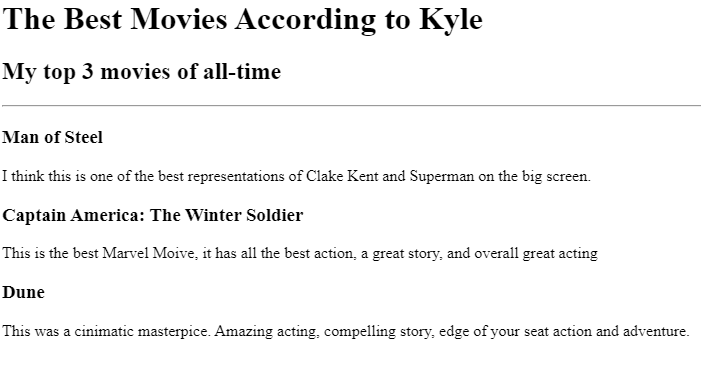 The Best Movies According to Kyle
My top 3 movies of all-time
Man of Steel
I think this is one of the best representations of Clake Kent and Superman on the big screen.
Captain America: The Winter Soldier
This is the best Marvel Moive, it has all the best action, a great story, and overall great acting
Dune
This was a cinimatic masterpice. Amazing acting, compelling story, edge of your seat action and adventure.